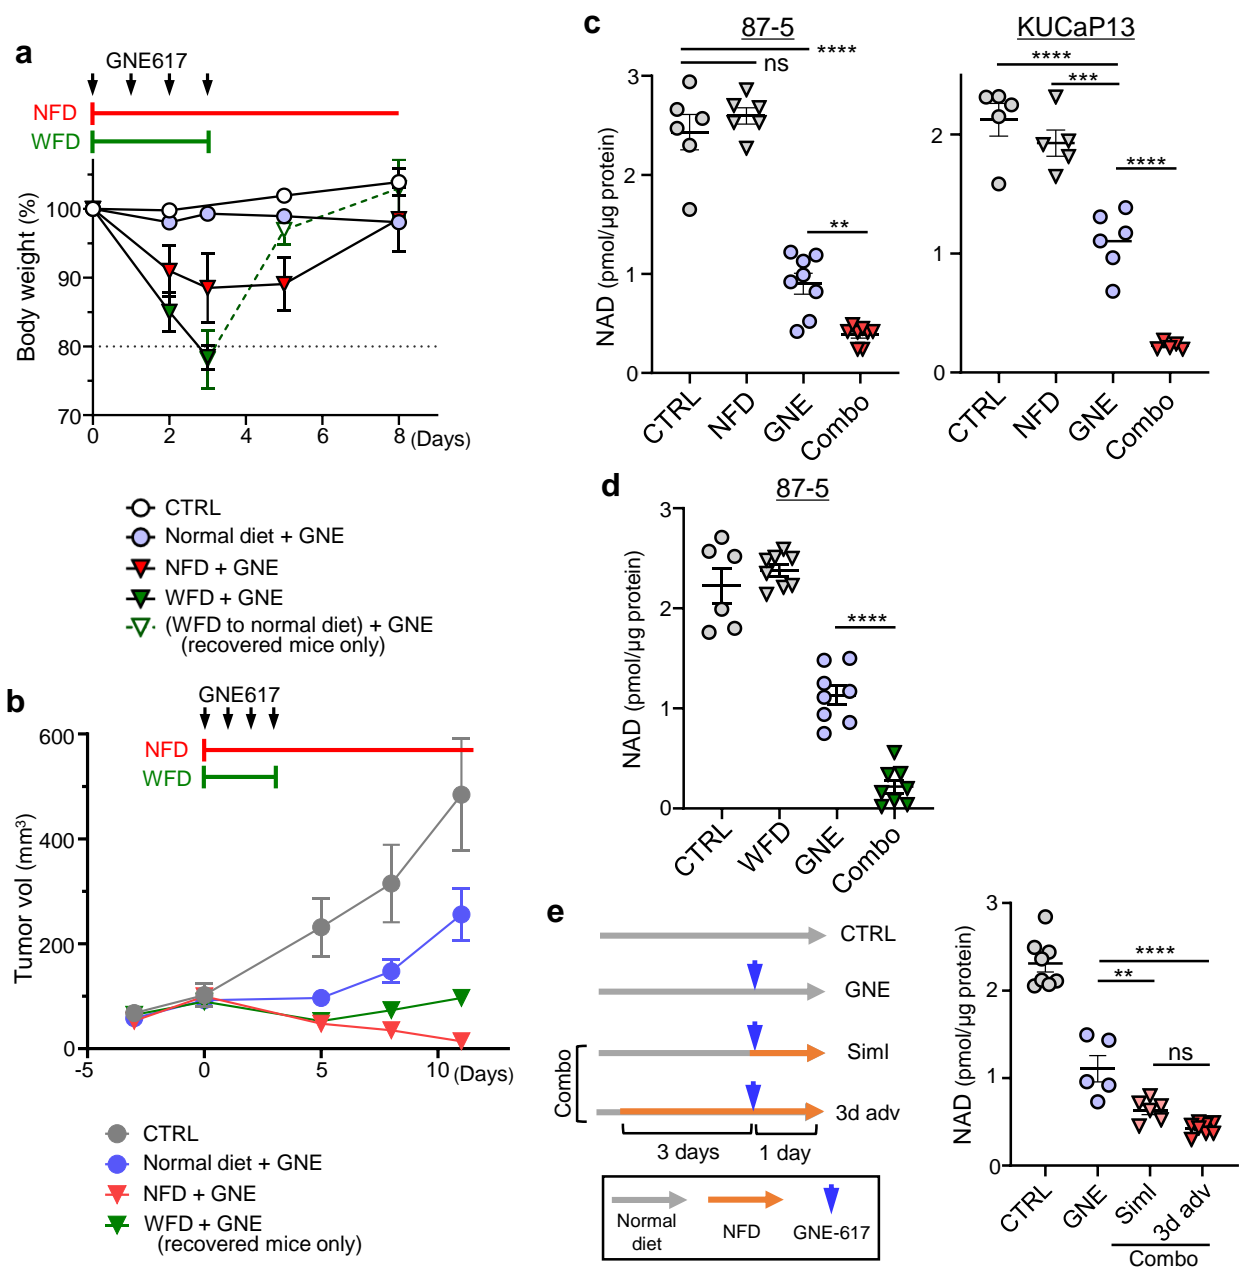 a
GNE617
NFD
WFD
Body weight (%)
100
90
80
70
0
2
4
6
8
(Days)
CTRL
Normal diet + GNE
NFD + GNE
WFD + GNE
(WFD to normal diet) + GNE
(recovered mice only)
b
GNE617
NFD
WFD
Tumor vol (mm³)
600
400
200
0
-5
0
5
10
(Days)
CTRL
Normal diet + GNE
NFD + GNE
WFD + GNE
(recovered mice only)
c
87-5
****
ns
**
NAD (pmol/µg protein)
3
2
1
0
CTRL
NFD
GNE
Combo
KUCaP13
****
***
****
2
1
0
CTRL
NFD
GNE
Combo
d
87-5
****
NAD (pmol/µg protein)
3
2
1
0
CTRL
WFD
GNE
Combo
e
CTRL
GNE
Siml
3d adv
Combo
3 days
1 day
Normal
diet
NFD
GNE-617
NAD (pmol/µg protein)
3
2
1
0
****
**
ns
CTRL
GNE
Siml
3d adv
Combo